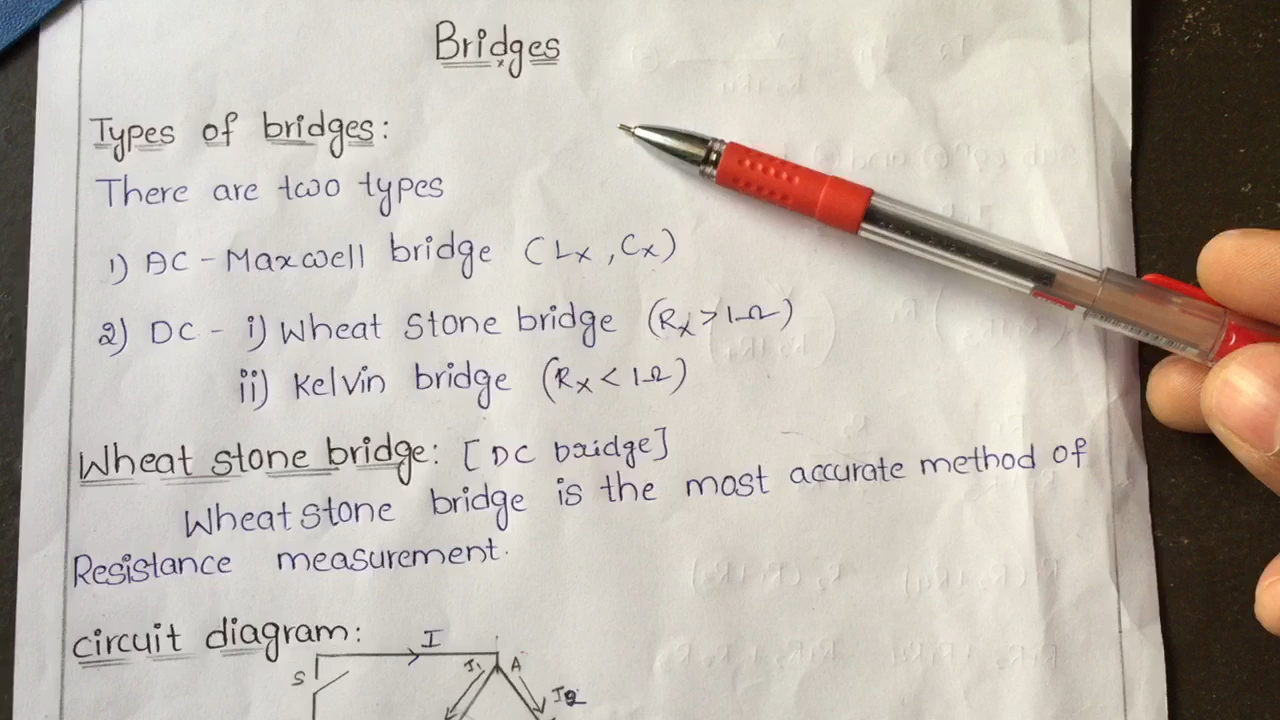 Bridges
Types of bridges:
There are two types
1) AC - Maxwell bridge (Lx, Cx)
2) DC - i) Wheat stone bridge (Rx > 1Ω)
ii) Kelvin bridge (Rx < 1Ω)
Wheat stone bridge: [DC bridge]
Wheat stone bridge is the most accurate method of
Resistance measurement.
circuit diagram:
I
S
I1
A
I2